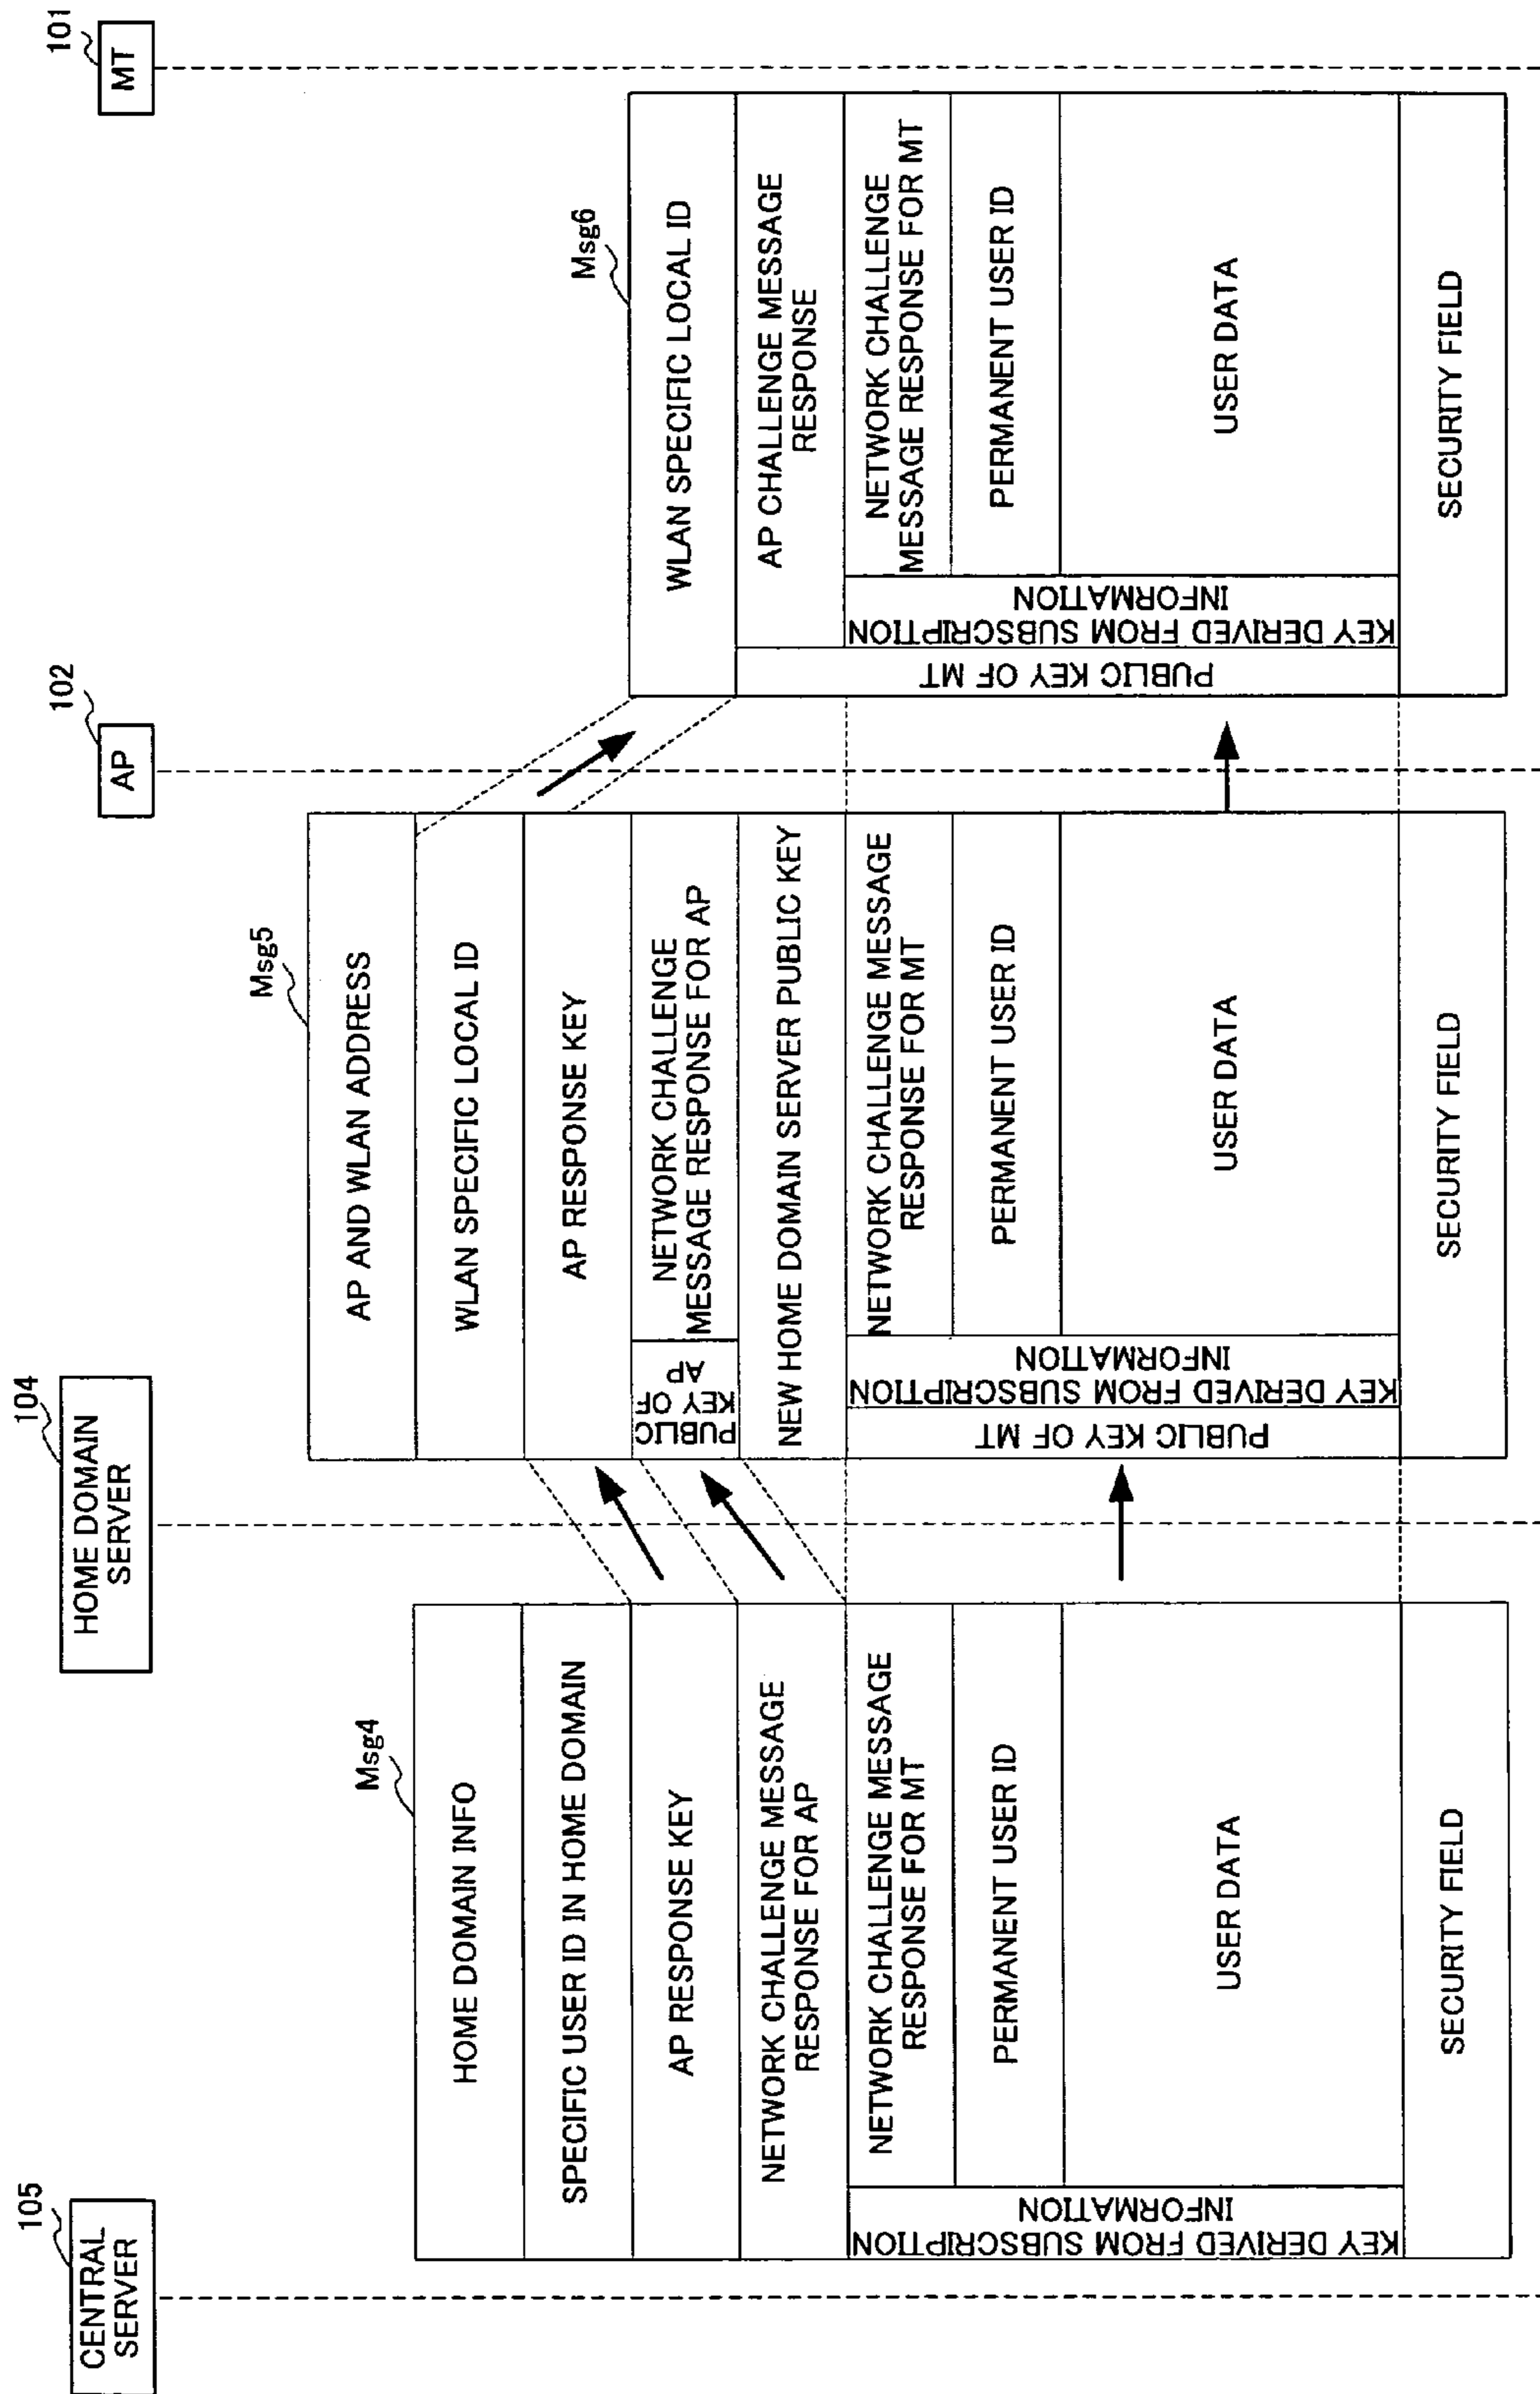 105
CENTRAL
SERVER
104
HOME DOMAIN
SERVER
102
AP
101
MT
Msg4
HOME DOMAIN INFO
SPECIFIC USER ID IN HOME DOMAIN
AP RESPONSE KEY
NETWORK CHALLENGE MESSAGE
RESPONSE FOR AP
KEY DERIVED FROM SUBSCRIPTION
INFORMATION
NETWORK CHALLENGE MESSAGE
RESPONSE FOR MT
PERMANENT USER ID
USER DATA
SECURITY FIELD
Msg5
AP AND WLAN ADDRESS
WLAN SPECIFIC LOCAL ID
AP RESPONSE KEY
PUBLIC
KEY OF
AP
NETWORK CHALLENGE
MESSAGE RESPONSE FOR AP
NEW HOME DOMAIN SERVER PUBLIC KEY
PUBLIC KEY OF MT
KEY DERIVED FROM SUBSCRIPTION
INFORMATION
NETWORK CHALLENGE MESSAGE
RESPONSE FOR MT
PERMANENT USER ID
USER DATA
SECURITY FIELD
Msg6
WLAN SPECIFIC LOCAL ID
PUBLIC KEY OF MT
AP CHALLENGE MESSAGE
RESPONSE
KEY DERIVED FROM SUBSCRIPTION
INFORMATION
NETWORK CHALLENGE
MESSAGE RESPONSE FOR MT
PERMANENT USER ID
USER DATA
SECURITY FIELD